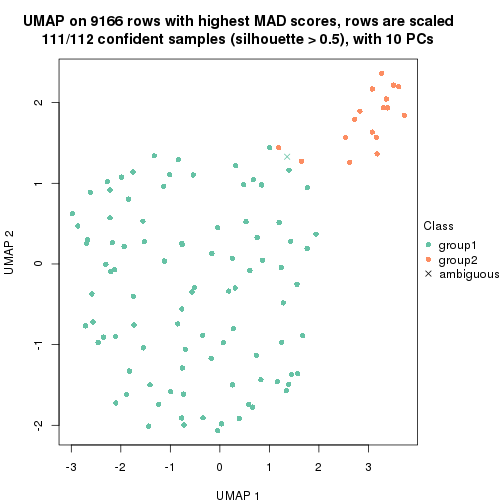 UMAP on 9166 rows with highest MAD scores, rows are scaled
111/112 confident samples (silhouette > 0.5), with 10 PCs
2
1
0
-1
-2
UMAP 2
-3 -2 -1 0 1 2 3
UMAP 1
Class
group1
group2
ambiguous